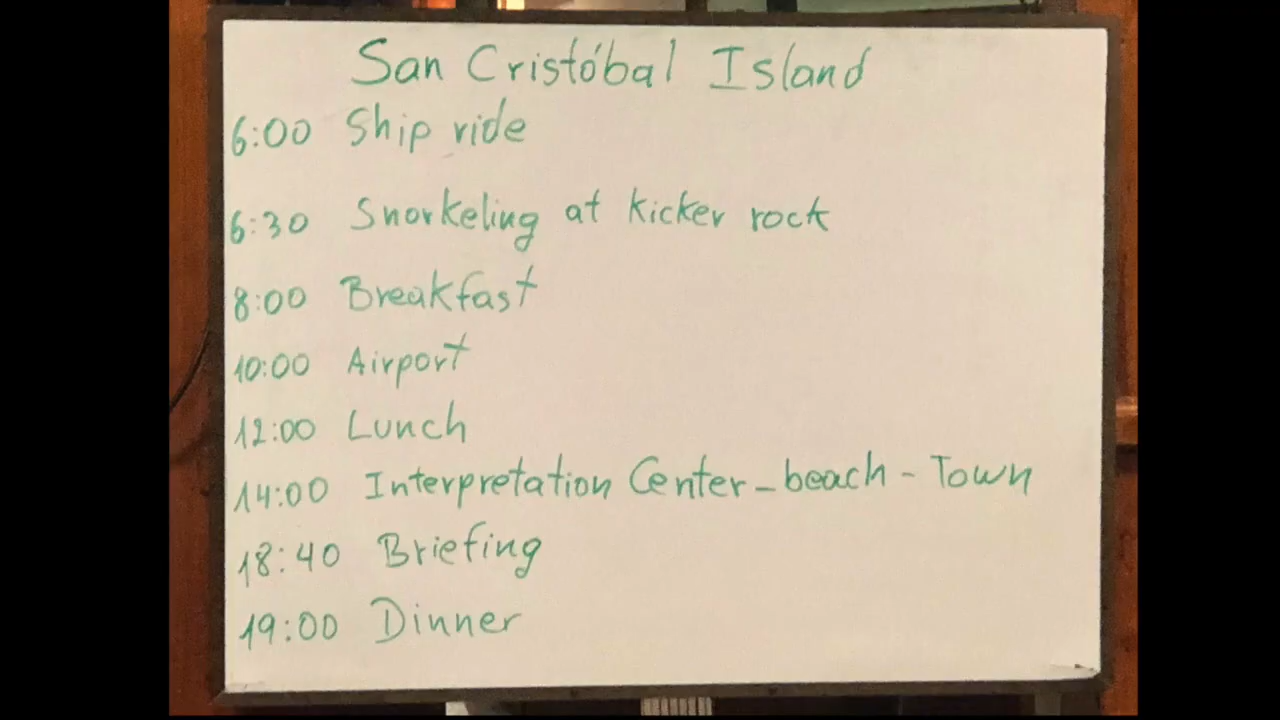 San Cristóbal Island
6:00 Ship ride
6:30 Snorkeling at kicker rock
8:00 Breakfast
10:00 Airport
12:00 Lunch
14:00 Interpretation Center - beach - Town
18:40 Briefing
19:00 Dinner